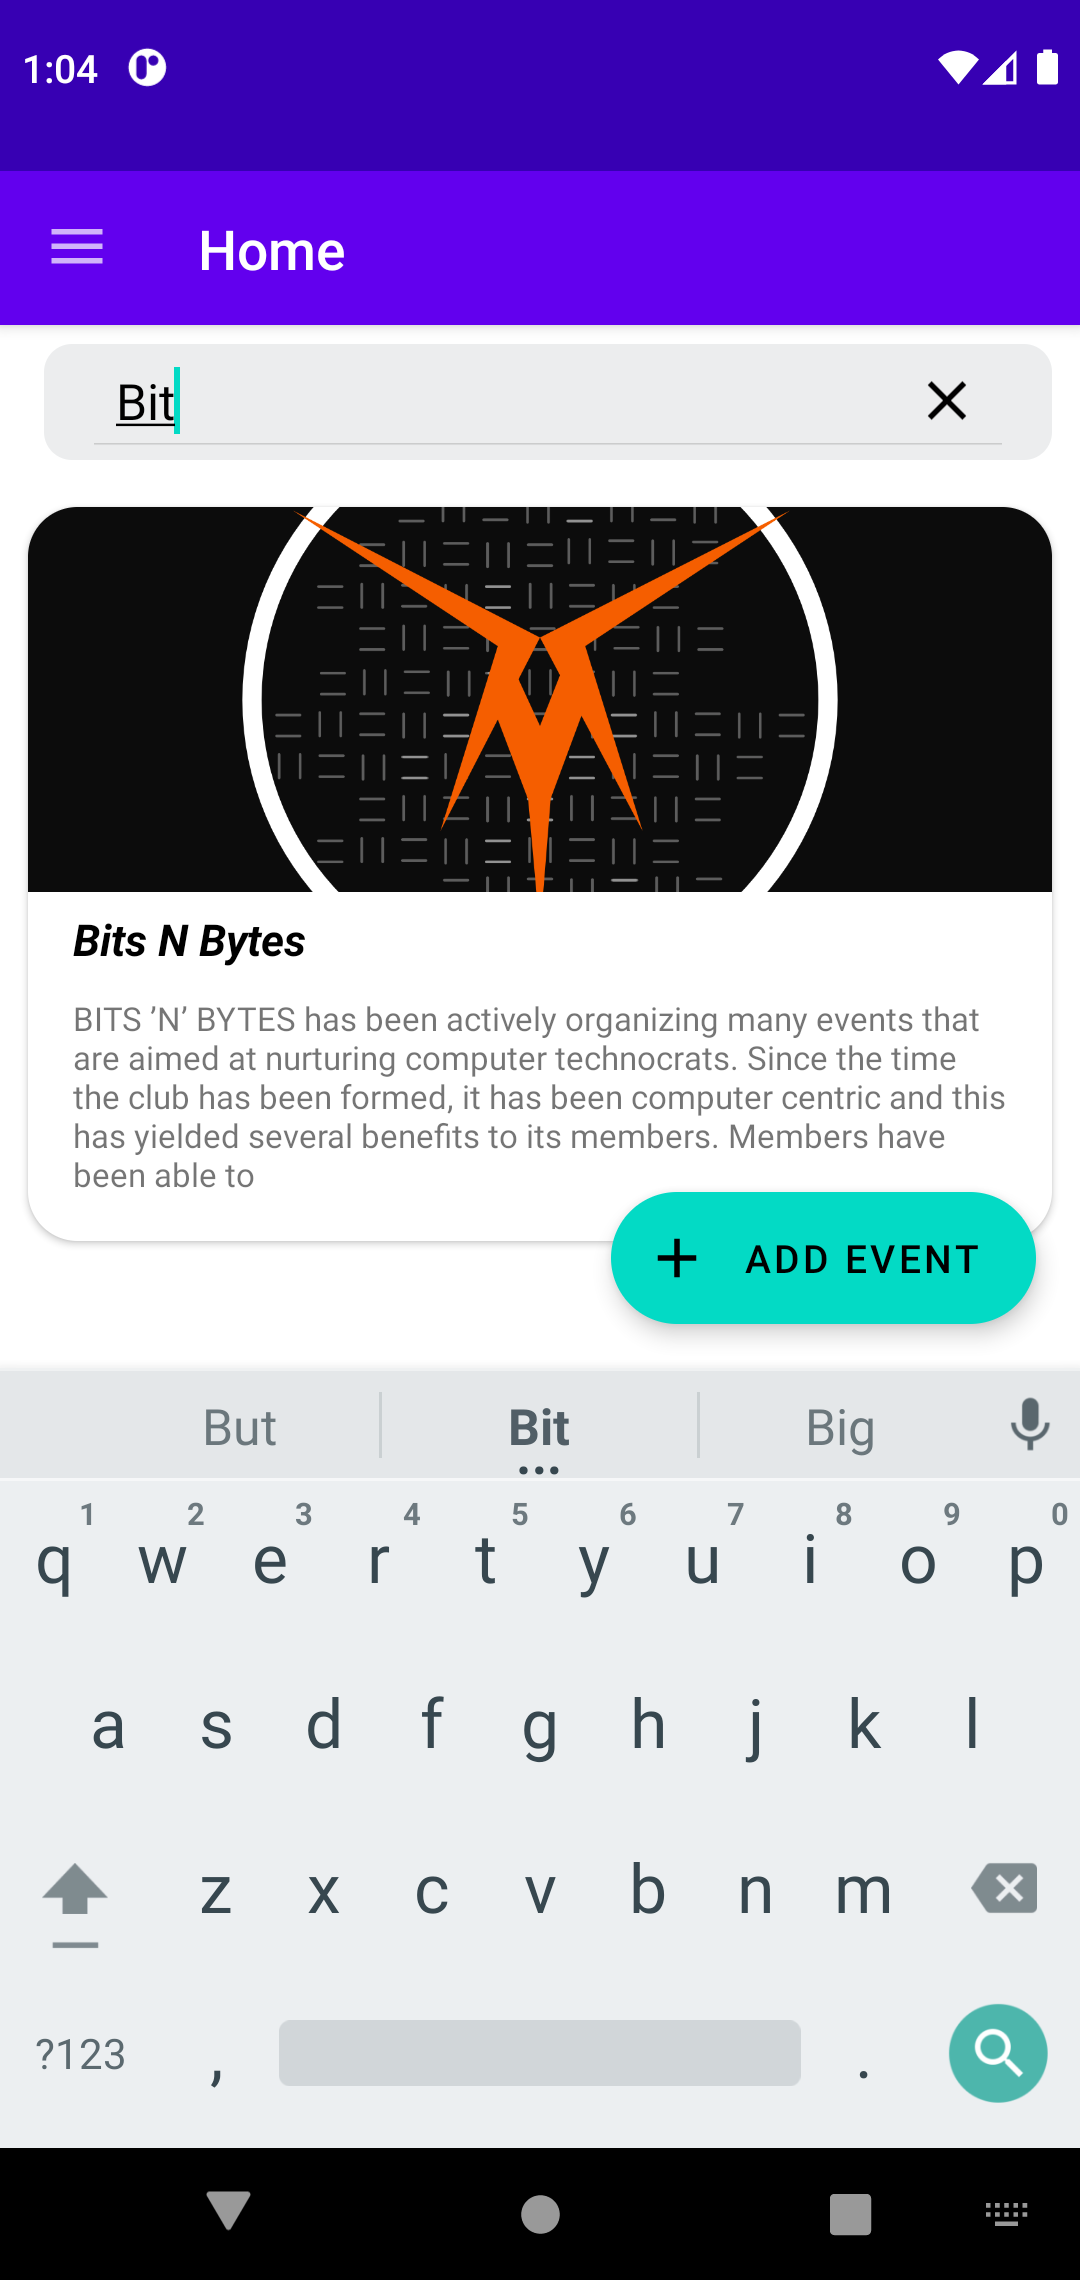 1:04
Home
Bit
Bits N Bytes
BITS ’N’ BYTES has been actively organizing many events that
are aimed at nurturing computer technocrats. Since the time
the club has been formed, it has been computer centric and this
has yielded several benefits to its members. Members have
been able to
ADD EVENT
But Bit Big
1 2 3 4 5 6 7 8 9 0
q w e r t y u i o p
a s d f g h j k l
z x c v b n m
?123 , .